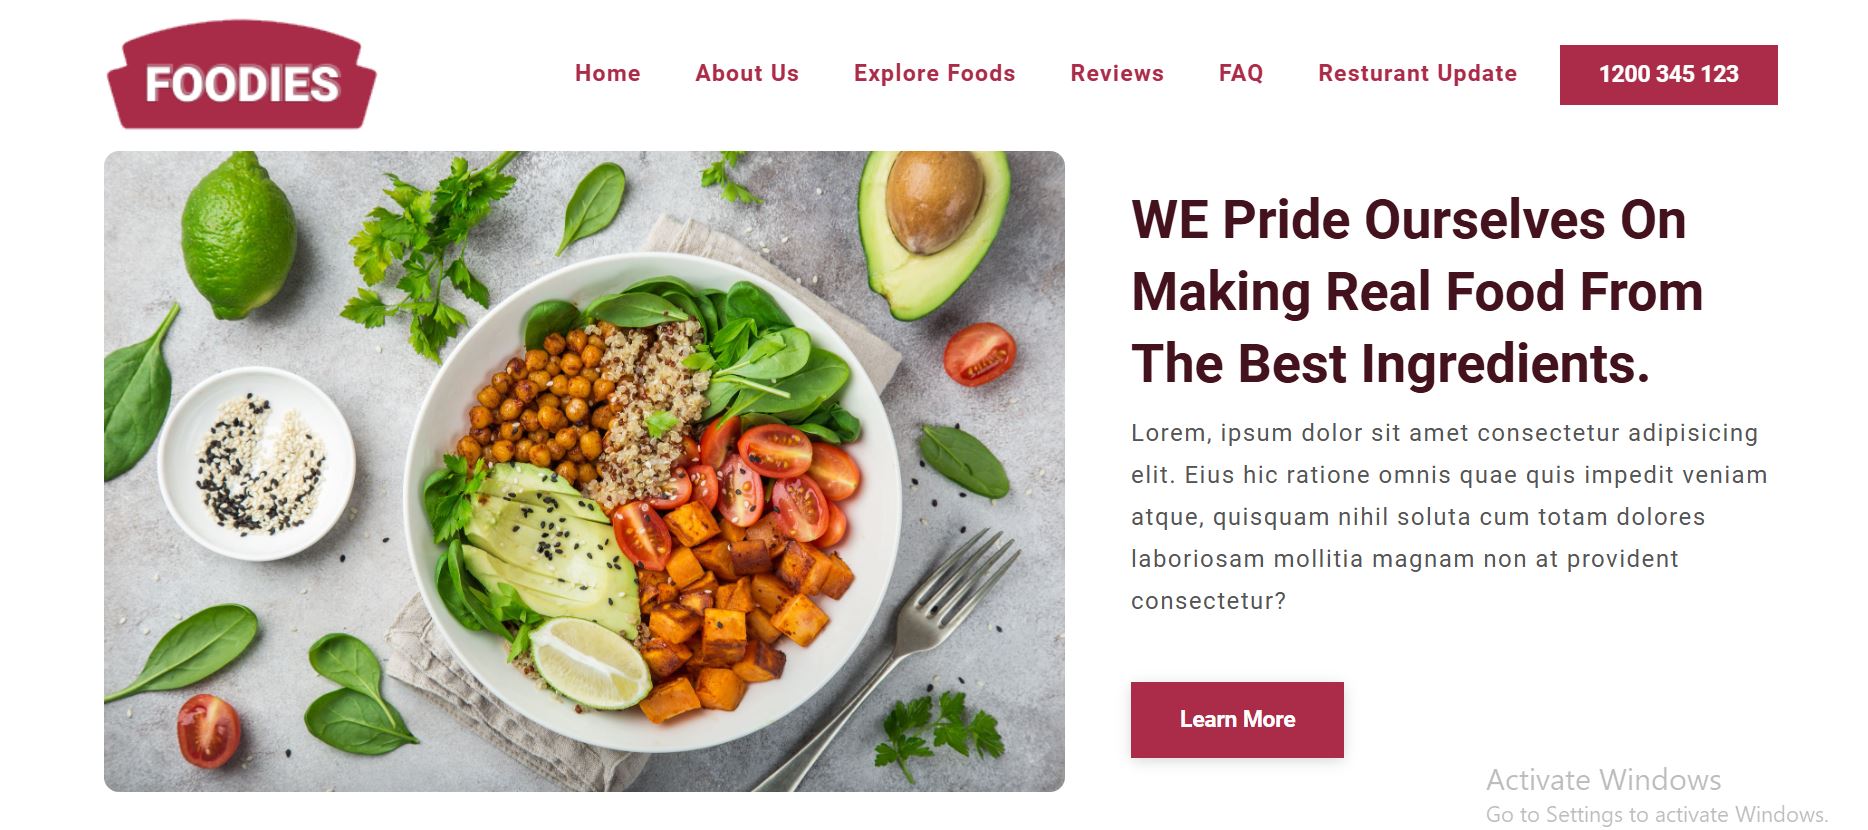 FOODIES
Home About Us Explore Foods Reviews FAQ Resturant Update 1200 345 123
WE Pride Ourselves On
Making Real Food From
The Best Ingredients.
Lorem, ipsum dolor sit amet consectetur adipisicing
elit. Eius hic ratione omnis quae quis impedit veniam
atque, quisquam nihil soluta cum totam dolores
laboriosam mollitia magnam non at provident
consectetur?
Learn More
Activate Windows
Go to Settings to activate Windows.